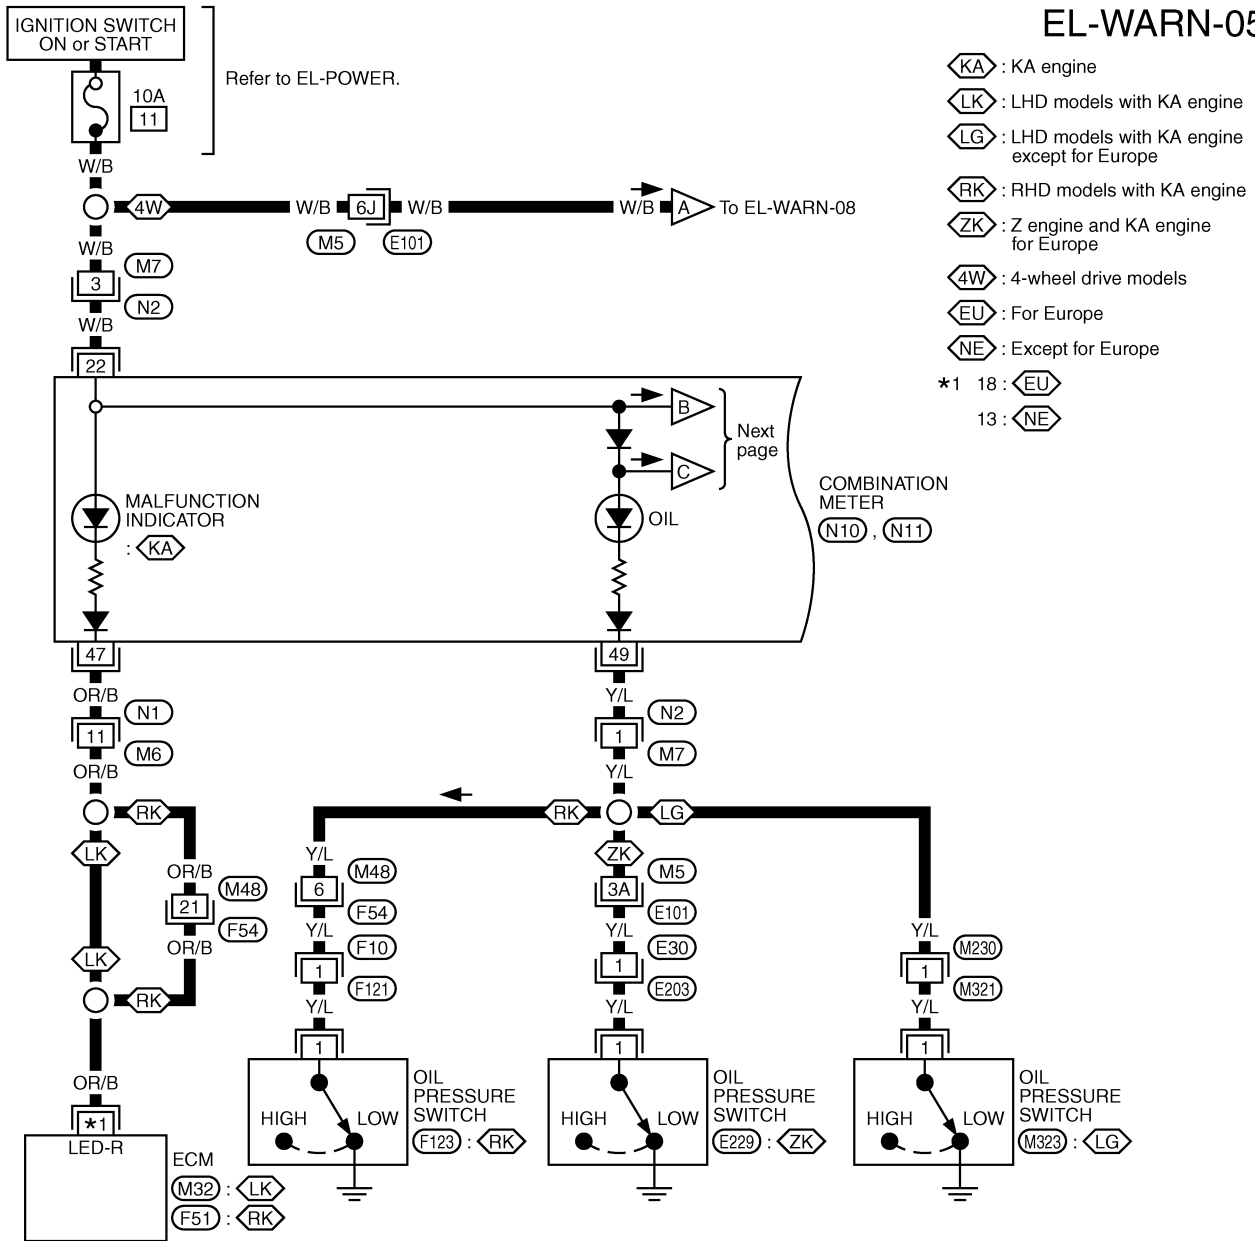 EL-WARN-05
IGNITION SWITCH
ON or START
Refer to EL-POWER.
10A
11
W/B
4W
W/B
6J
W/B
W/B
A
To EL-WARN-08
M5
E101
W/B
M7
3
N2
W/B
22
KA : KA engine
LK : LHD models with KA engine
LG : LHD models with KA engine
except for Europe
RK : RHD models with KA engine
ZK : Z engine and KA engine
for Europe
4W : 4-wheel drive models
EU : For Europe
NE : Except for Europe
*1 18 : EU
13 : NE
B
C
Next
page
MALFUNCTION
INDICATOR
: KA
OIL
COMBINATION
METER
N10 , N11
47
49
OR/B
Y/L
N1
N2
11
1
M6
M7
OR/B
Y/L
RK
RK
LG
LK
ZK
OR/B
M48
21
F54
OR/B
LK
RK
Y/L
M48
6
F54
Y/L
F10
1
F121
Y/L
1
M5
3A
E101
Y/L
E30
1
E203
Y/L
1
Y/L
M230
1
M321
Y/L
1
OR/B
*1
LED-R
ECM
M32 : LK
F51 : RK
HIGH
LOW
OIL
PRESSURE
SWITCH
F123 : RK
HIGH
LOW
OIL
PRESSURE
SWITCH
E229 : ZK
HIGH
LOW
OIL
PRESSURE
SWITCH
M323 : LG